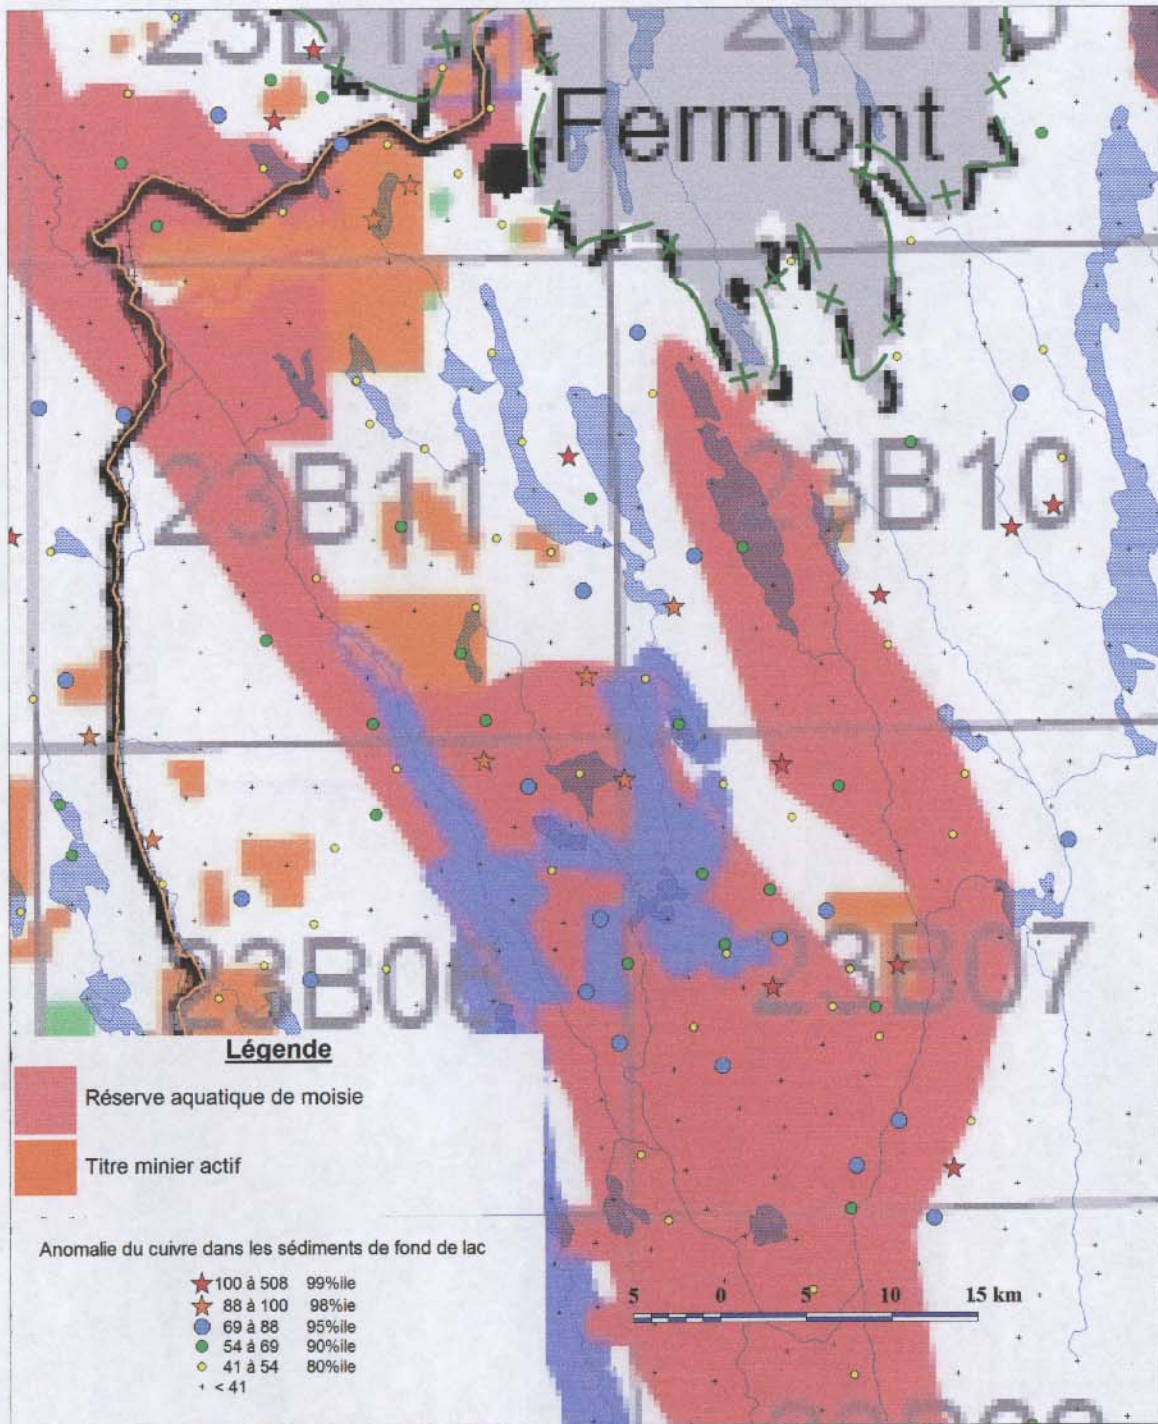 23B14
Fermont
23B11
23B10
23B07
Légende
Réserve aquatique de moisie
Titre minier actif
Anomalie du cuivre dans les sédiments de fond de lac
100 à 508 99%ile
88 à 100 98%ie
69 à 88 95%ile
54 à 69 90%ile
41 à 54 80%ile
+ < 41
5 0 5 10 15 km